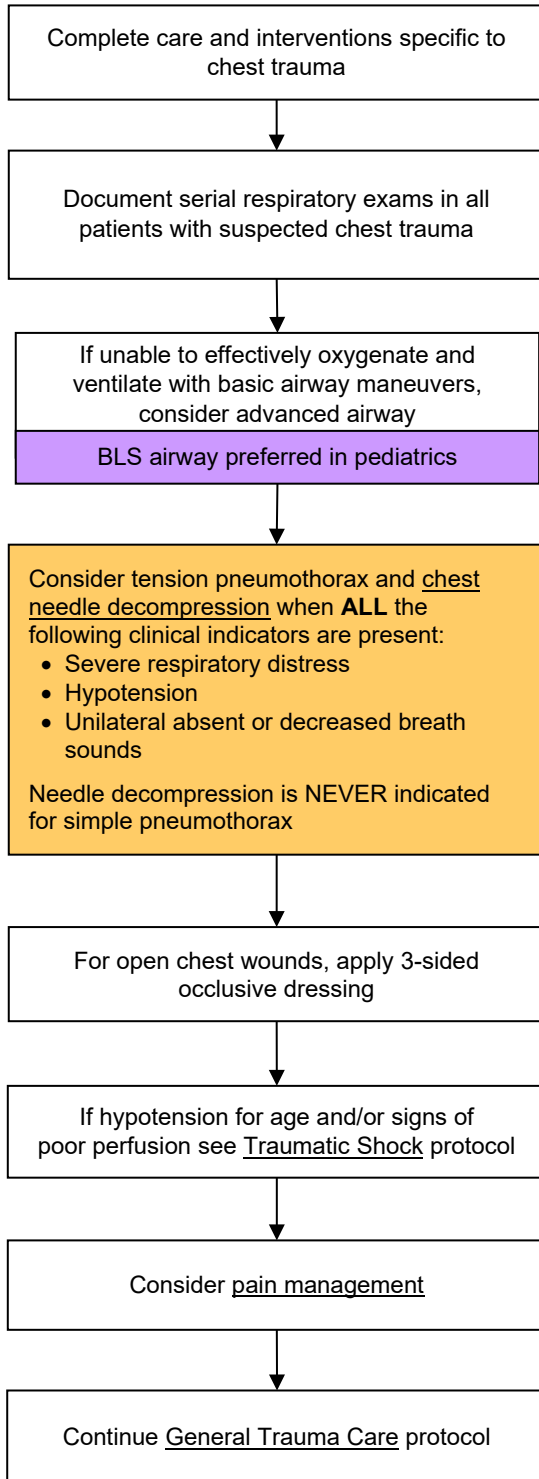 Complete care and interventions specific to
chest trauma
Document serial respiratory exams in all
patients with suspected chest trauma
If unable to effectively oxygenate and
ventilate with basic airway maneuvers,
consider advanced airway
BLS airway preferred in pediatrics
Consider tension pneumothorax and chest
needle decompression when ALL the
following clinical indicators are present:
• Severe respiratory distress
• Hypotension
• Unilateral absent or decreased breath
sounds
Needle decompression is NEVER indicated
for simple pneumothorax
For open chest wounds, apply 3-sided
occlusive dressing
If hypotension for age and/or signs of
poor perfusion see Traumatic Shock protocol
Consider pain management
Continue General Trauma Care protocol